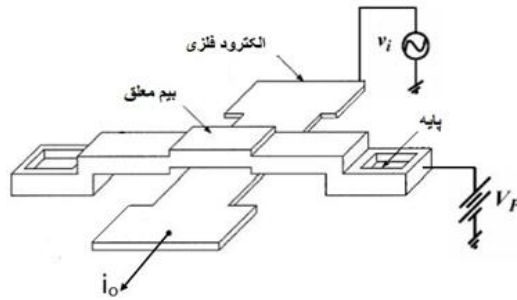 الکترود فلزی
v_i
بیم معلق
پایه
V_P
i_o